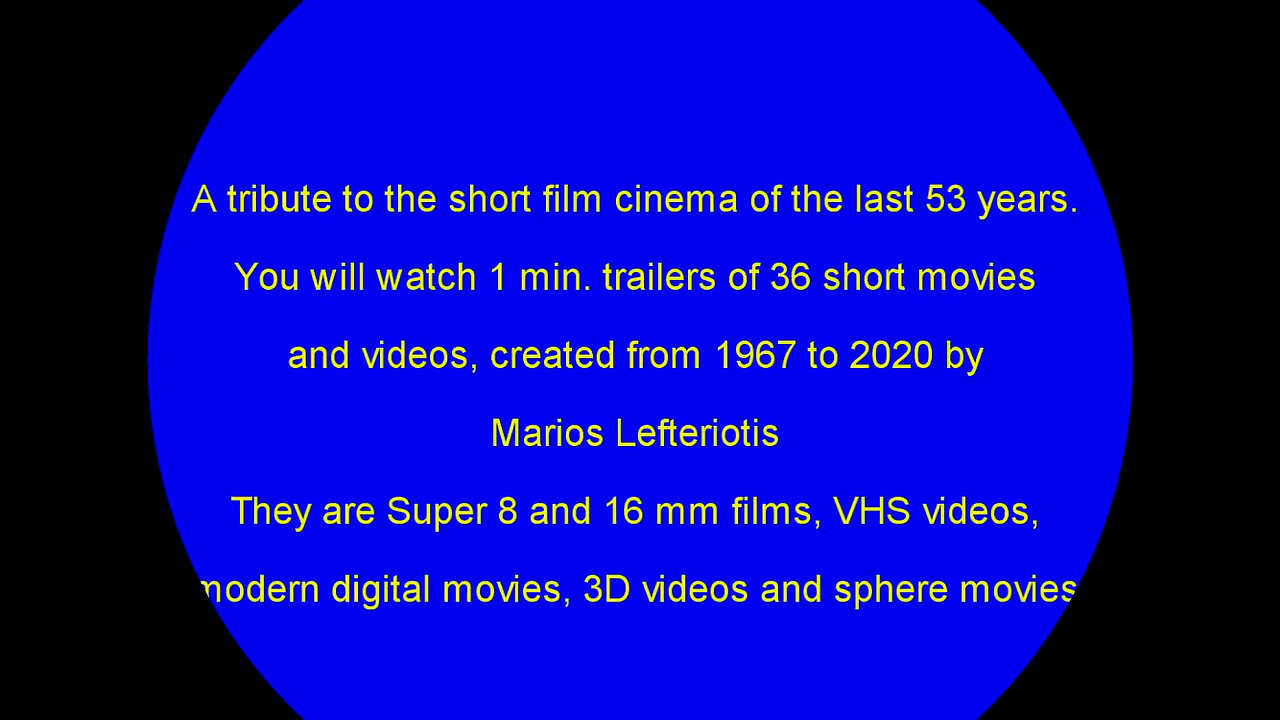 A tribute to the short film cinema of the last 53 years.
You will watch 1 min. trailers of 36 short movies
and videos, created from 1967 to 2020 by
Marios Lefteriotis
They are Super 8 and 16 mm films, VHS videos,
modern digital movies, 3D videos and sphere movies